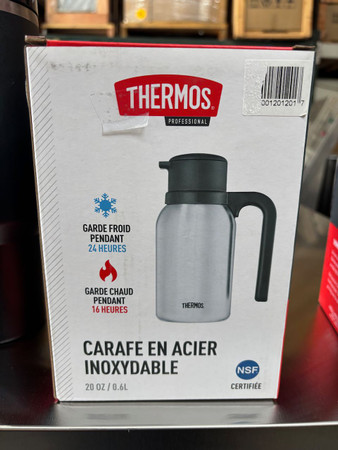 THERMOS
PROFESSIONAL
GARDE FROID
PENDANT
24 HEURES
GARDE CHAUD
PENDANT
16 HEURES
THERMOS
CARAFE EN ACIER
INOXYDABLE
20 OZ / 0.6L
NSF
CERTIFIÉE